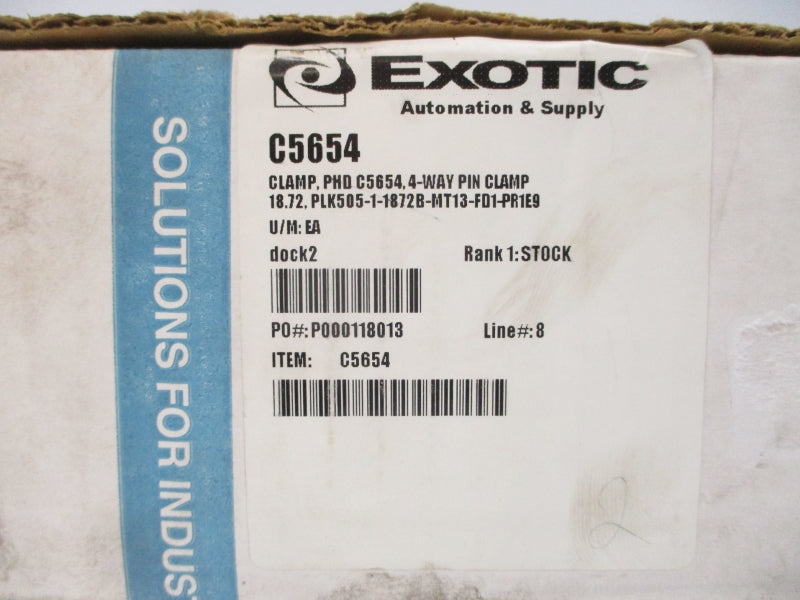 EXOTIC
Automation & Supply
C5654
CLAMP, PHD C5654, 4-WAY PIN CLAMP
18.72, PLK505-1-1872B-MT13-FD1-PR1E9
U/M: EA
dock2 Rank 1: STOCK
PO#: P000118013 Line#: 8
ITEM: C5654
2
SOLUTIONS FOR INDUS